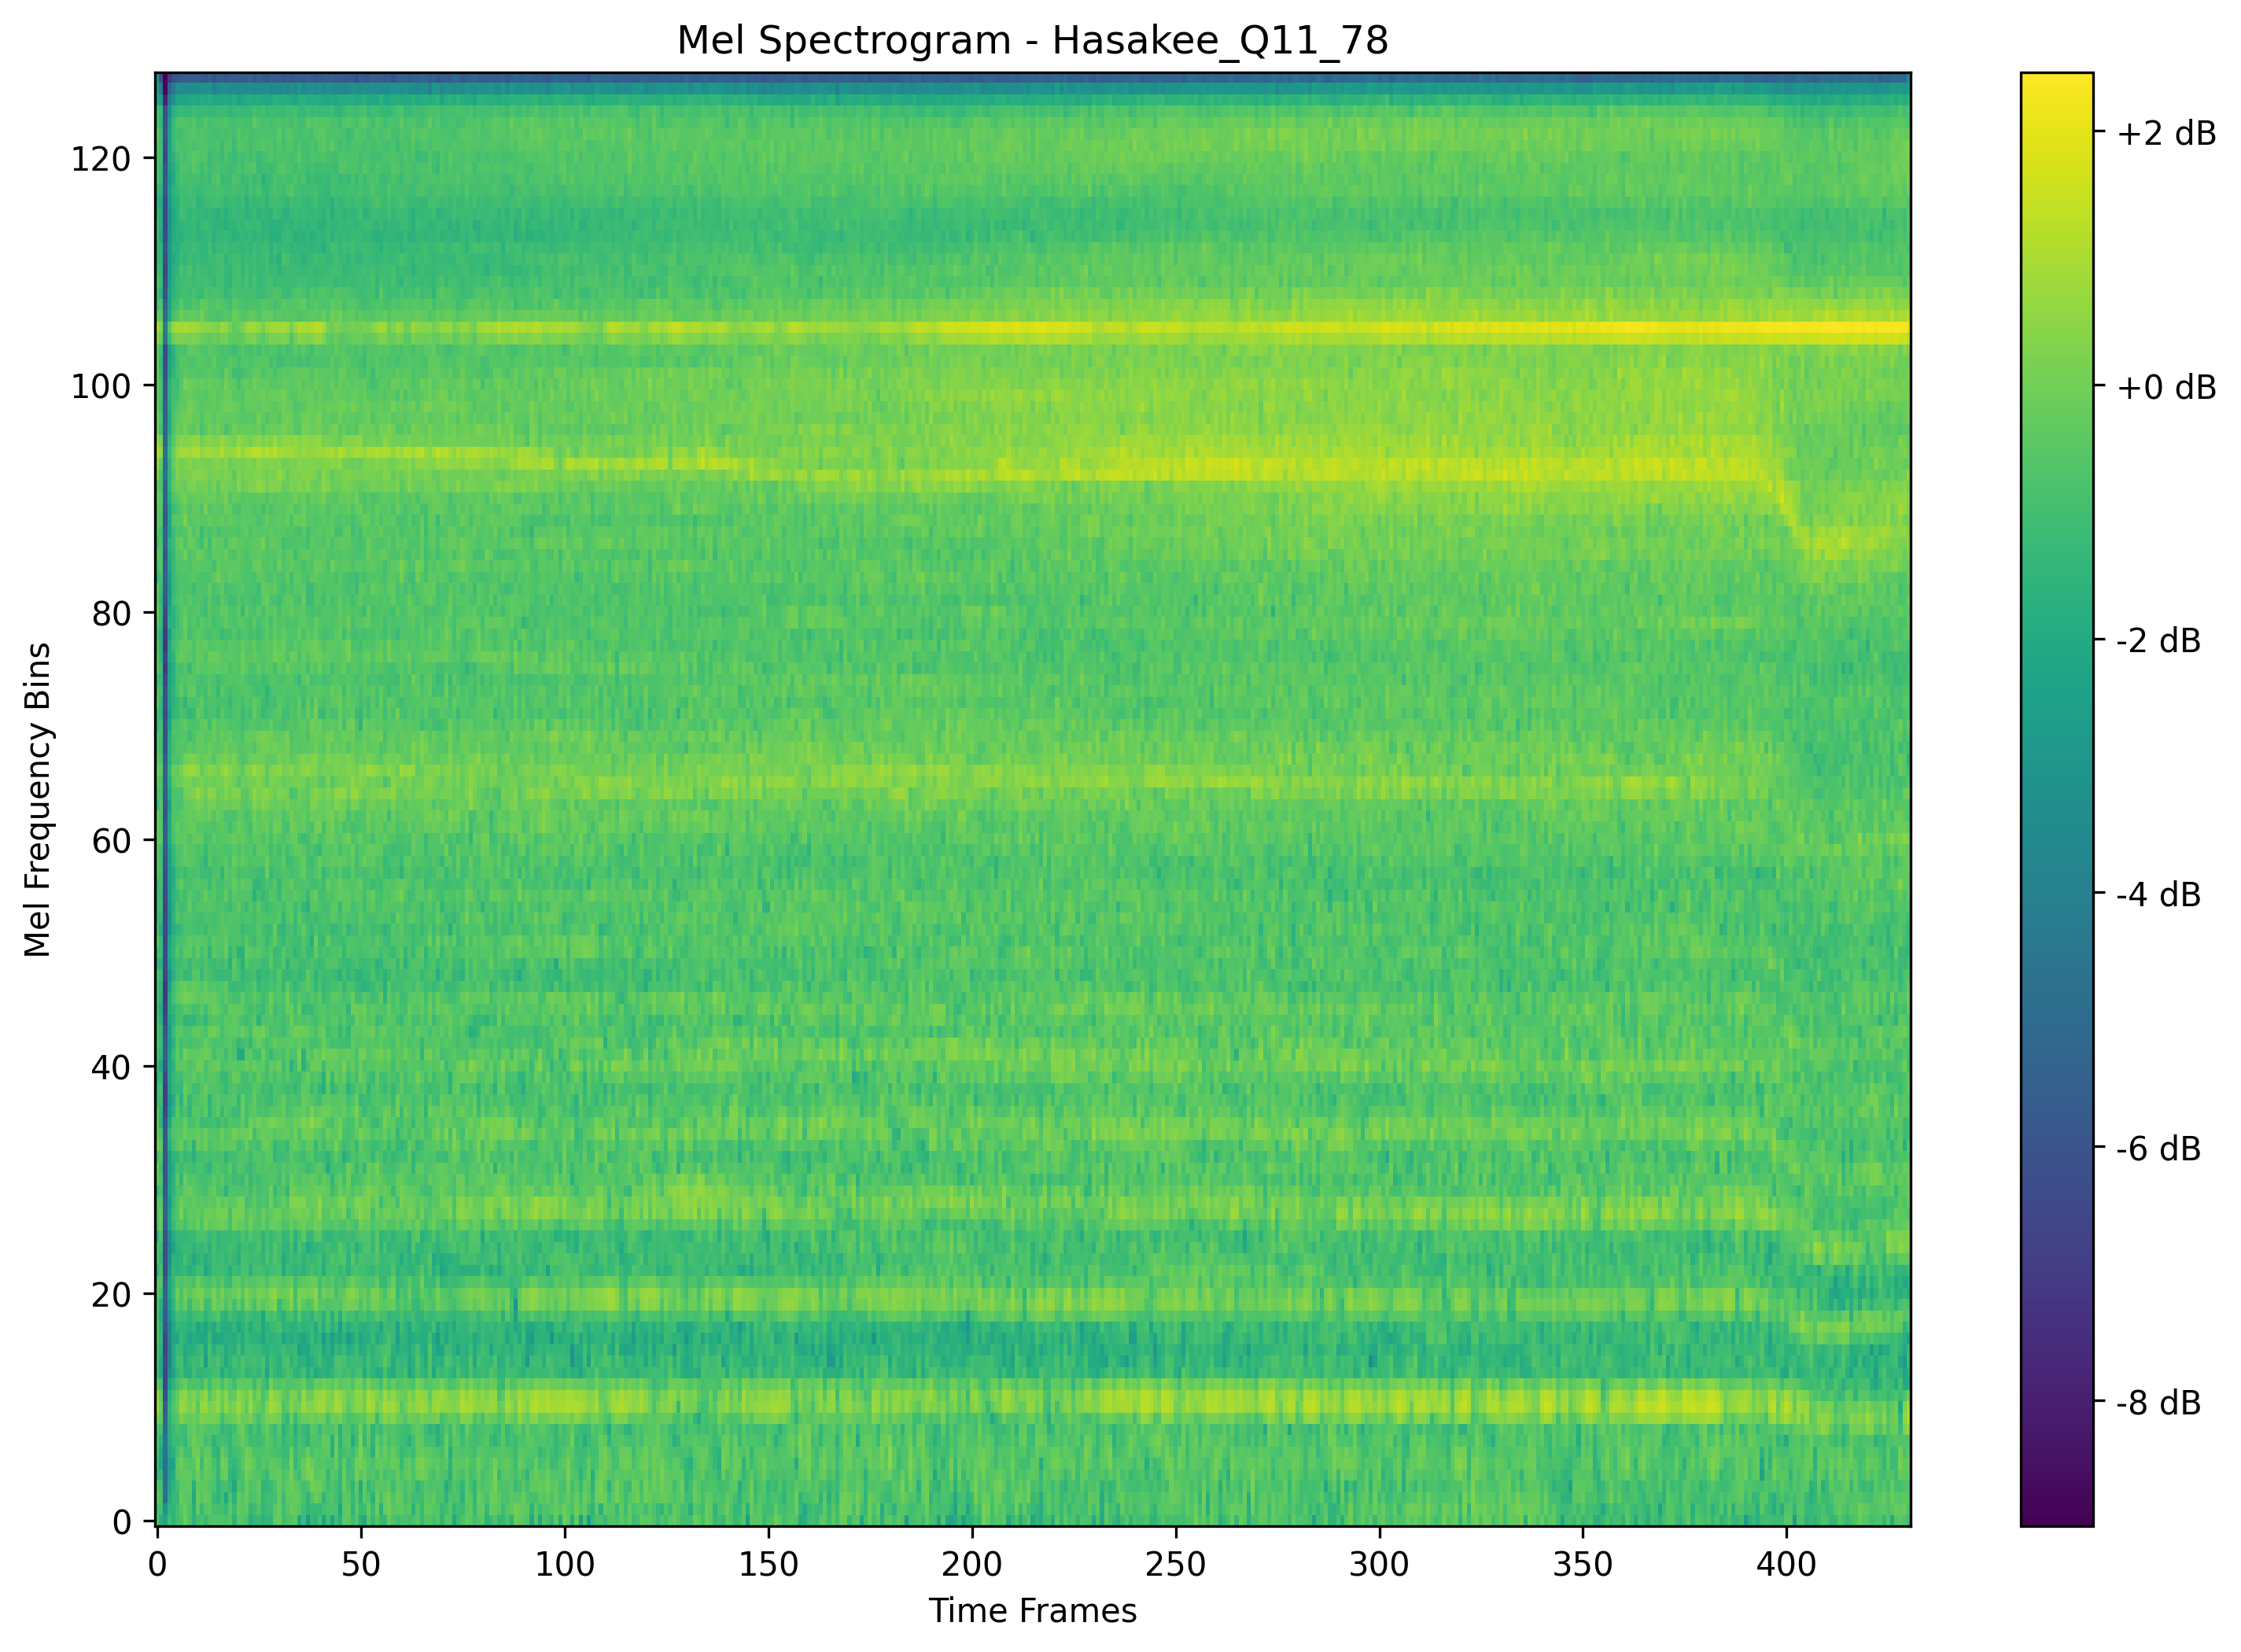 Mel Spectrogram - Hasakee_Q11_78
Mel Frequency Bins
120
100
80
60
40
20
0
0 50 100 150 200 250 300 350 400
Time Frames
+2 dB
+0 dB
-2 dB
-4 dB
-6 dB
-8 dB